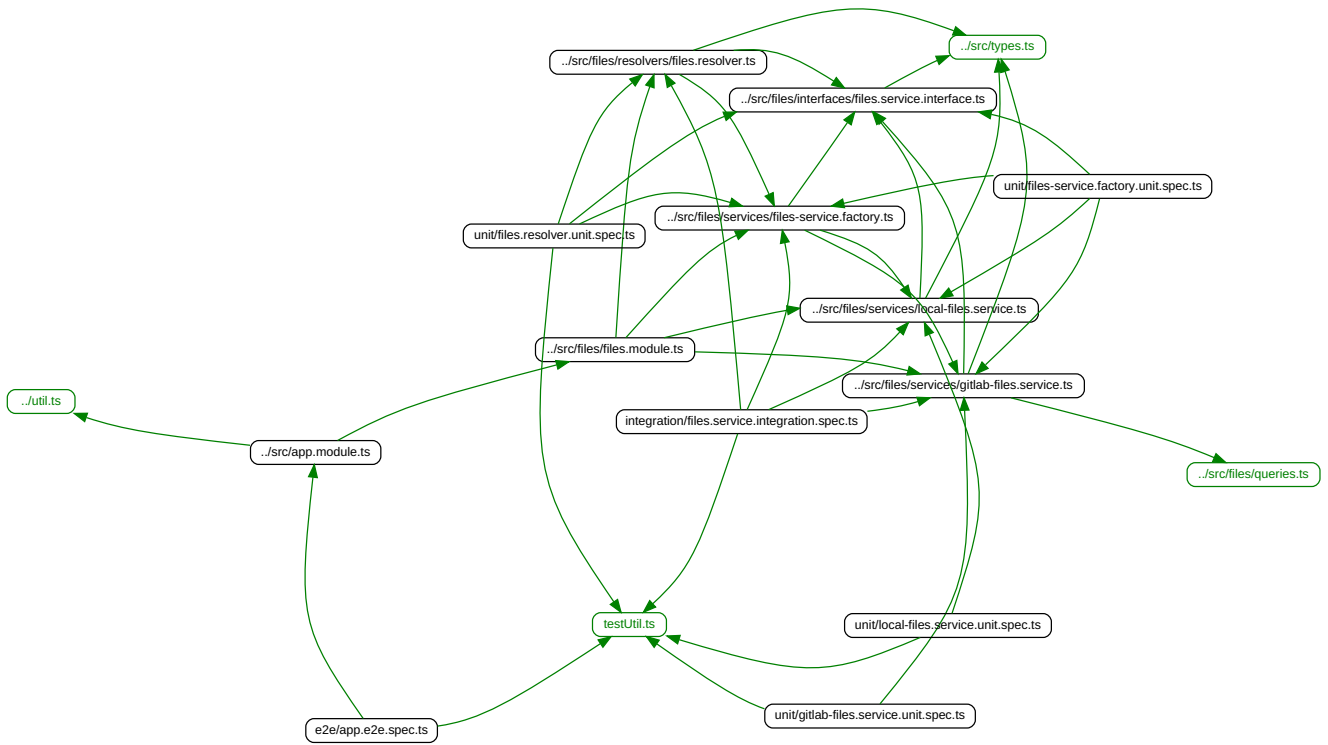 ../src/types.ts
../src/files/resolvers/files.resolver.ts
../src/files/interfaces/files.service.interface.ts
unit/files-service.factory.unit.spec.ts
../src/files/services/files-service.factory.ts
unit/files.resolver.unit.spec.ts
../src/files/services/local-files.service.ts
../src/files/files.module.ts
../src/files/services/gitlab-files.service.ts
../util.ts
integration/files.service.integration.spec.ts
../src/app.module.ts
../src/files/queries.ts
testUtil.ts
unit/local-files.service.unit.spec.ts
unit/gitlab-files.service.unit.spec.ts
e2e/app.e2e.spec.ts